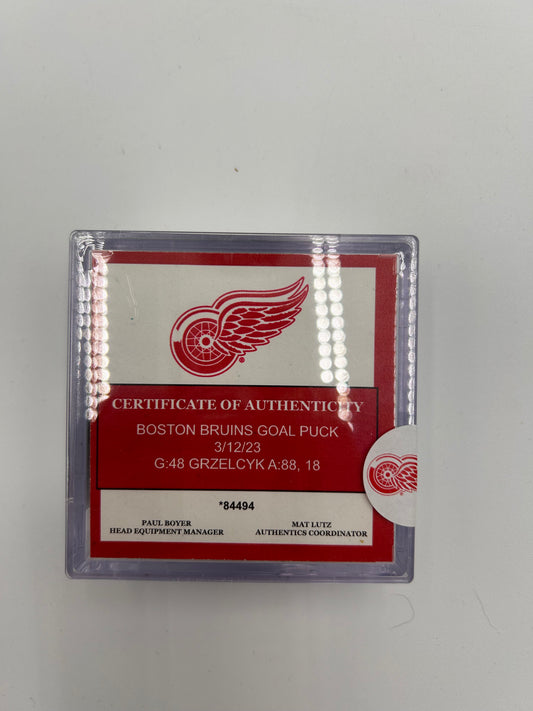 CERTIFICATE OF AUTHENTICITY
BOSTON BRUINS GOAL PUCK
3/12/23
G:48 GRZELCYK A:88, 18
*84494
PAUL BOYER
HEAD EQUIPMENT MANAGER
MAT LUTZ
AUTHENTICS COORDINATOR